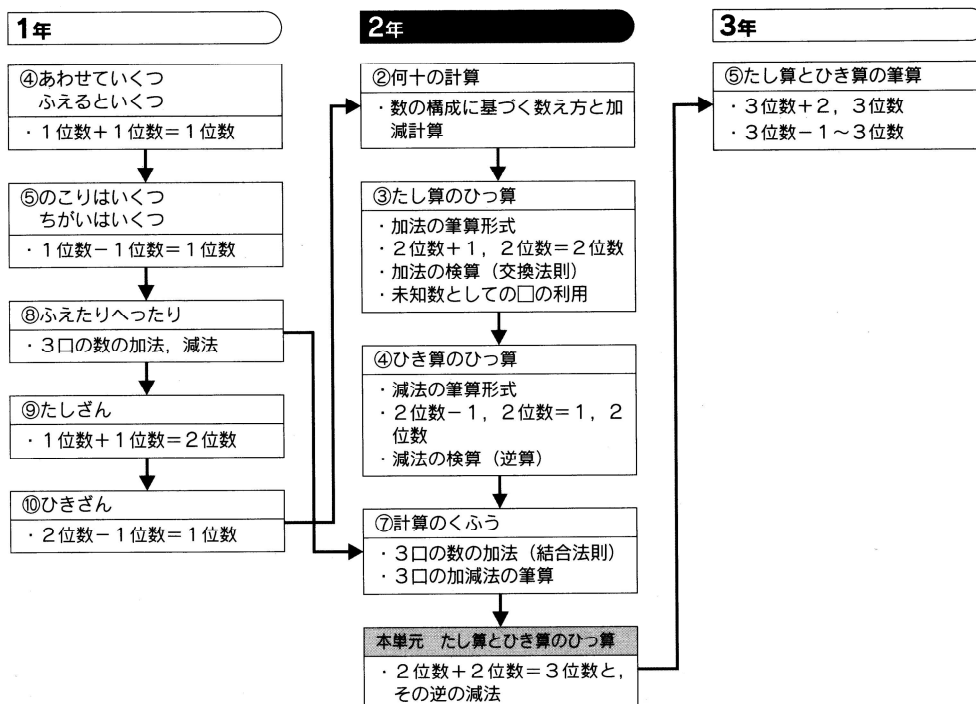 1年
④あわせていくつ
ふえるといくつ
・1位数+1位数=1位数
⑤のこりはいくつ
ちがいはいくつ
・1位数-1位数=1位数
⑧ふえたりへったり
・3口の数の加法,減法
⑨たしざん
・1位数+1位数=2位数
⑩ひきざん
・2位数-1位数=1位数
2年
②何十の計算
・数の構成に基づく数え方と加
減計算
③たし算のひっ算
・加法の筆算形式
・2位数+1,2位数=2位数
・加法の検算(交換法則)
・未知数としての□の利用
④ひき算のひっ算
・減法の筆算形式
・2位数-1,2位数=1,2
位数
・減法の検算(逆算)
⑦計算のくふう
・3口の数の加法(結合法則)
・3口の加減法の筆算
本単元 たし算とひき算のひっ算
・2位数+2位数=3位数と,
その逆の減法
3年
⑤たし算とひき算の筆算
・3位数+2,3位数
・3位数-1~3位数